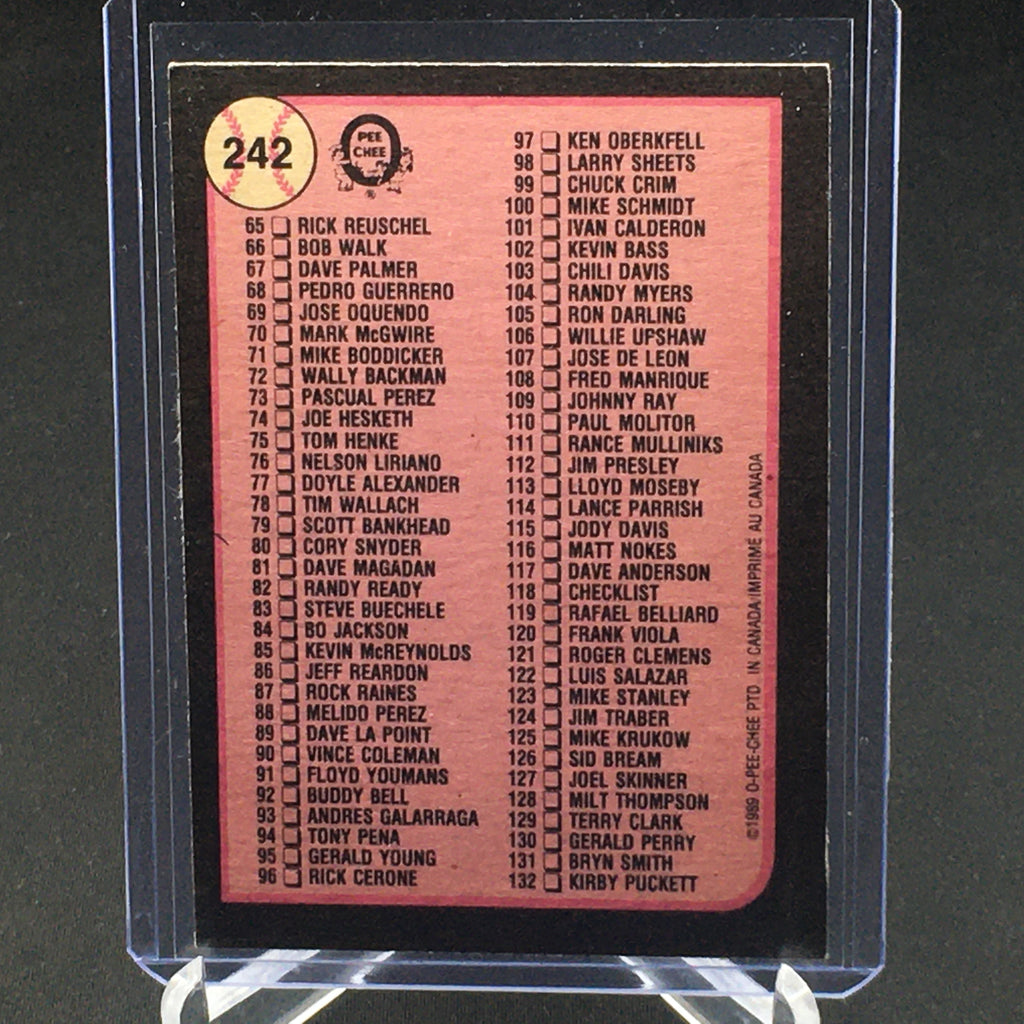 242
O
PEE
CHEE
®
65 RICK REUSCHEL
66 BOB WALK
67 DAVE PALMER
68 PEDRO GUERRERO
69 JOSE OQUENDO
70 MARK McGWIRE
71 MIKE BODDICKER
72 WALLY BACKMAN
73 PASCUAL PEREZ
74 JOE HESKETH
75 TOM HENKE
76 NELSON LIRIANO
77 DOYLE ALEXANDER
78 TIM WALLACH
79 SCOTT BANKHEAD
80 CORY SNYDER
81 DAVE MAGADAN
82 RANDY READY
83 STEVE BUECHELE
84 BO JACKSON
85 KEVIN McREYNOLDS
86 JEFF REARDON
87 ROCK RAINES
88 MELIDO PEREZ
89 DAVE LA POINT
90 VINCE COLEMAN
91 FLOYD YOUMANS
92 BUDDY BELL
93 ANDRES GALARRAGA
94 TONY PENA
95 GERALD YOUNG
96 RICK CERONE
97 KEN OBERKFELL
98 LARRY SHEETS
99 CHUCK CRIM
100 MIKE SCHMIDT
101 IVAN CALDERON
102 KEVIN BASS
103 CHILI DAVIS
104 RANDY MYERS
105 RON DARLING
106 WILLIE UPSHAW
107 JOSE DE LEON
108 FRED MANRIQUE
109 JOHNNY RAY
110 PAUL MOLITOR
111 RANCE MULLINIKS
112 JIM PRESLEY
113 LLOYD MOSEBY
114 LANCE PARRISH
115 JODY DAVIS
116 MATT NOKES
117 DAVE ANDERSON
118 CHECKLIST
119 RAFAEL BELLIARD
120 FRANK VIOLA
121 ROGER CLEMENS
122 LUIS SALAZAR
123 MIKE STANLEY
124 JIM TRABER
125 MIKE KRUKOW
126 SID BREAM
127 JOEL SKINNER
128 MILT THOMPSON
129 TERRY CLARK
130 GERALD PERRY
131 BRYN SMITH
132 KIRBY PUCKETT
©1989 O-PEE-CHEE PTD IN CANADA/IMPRIME AU CANADA